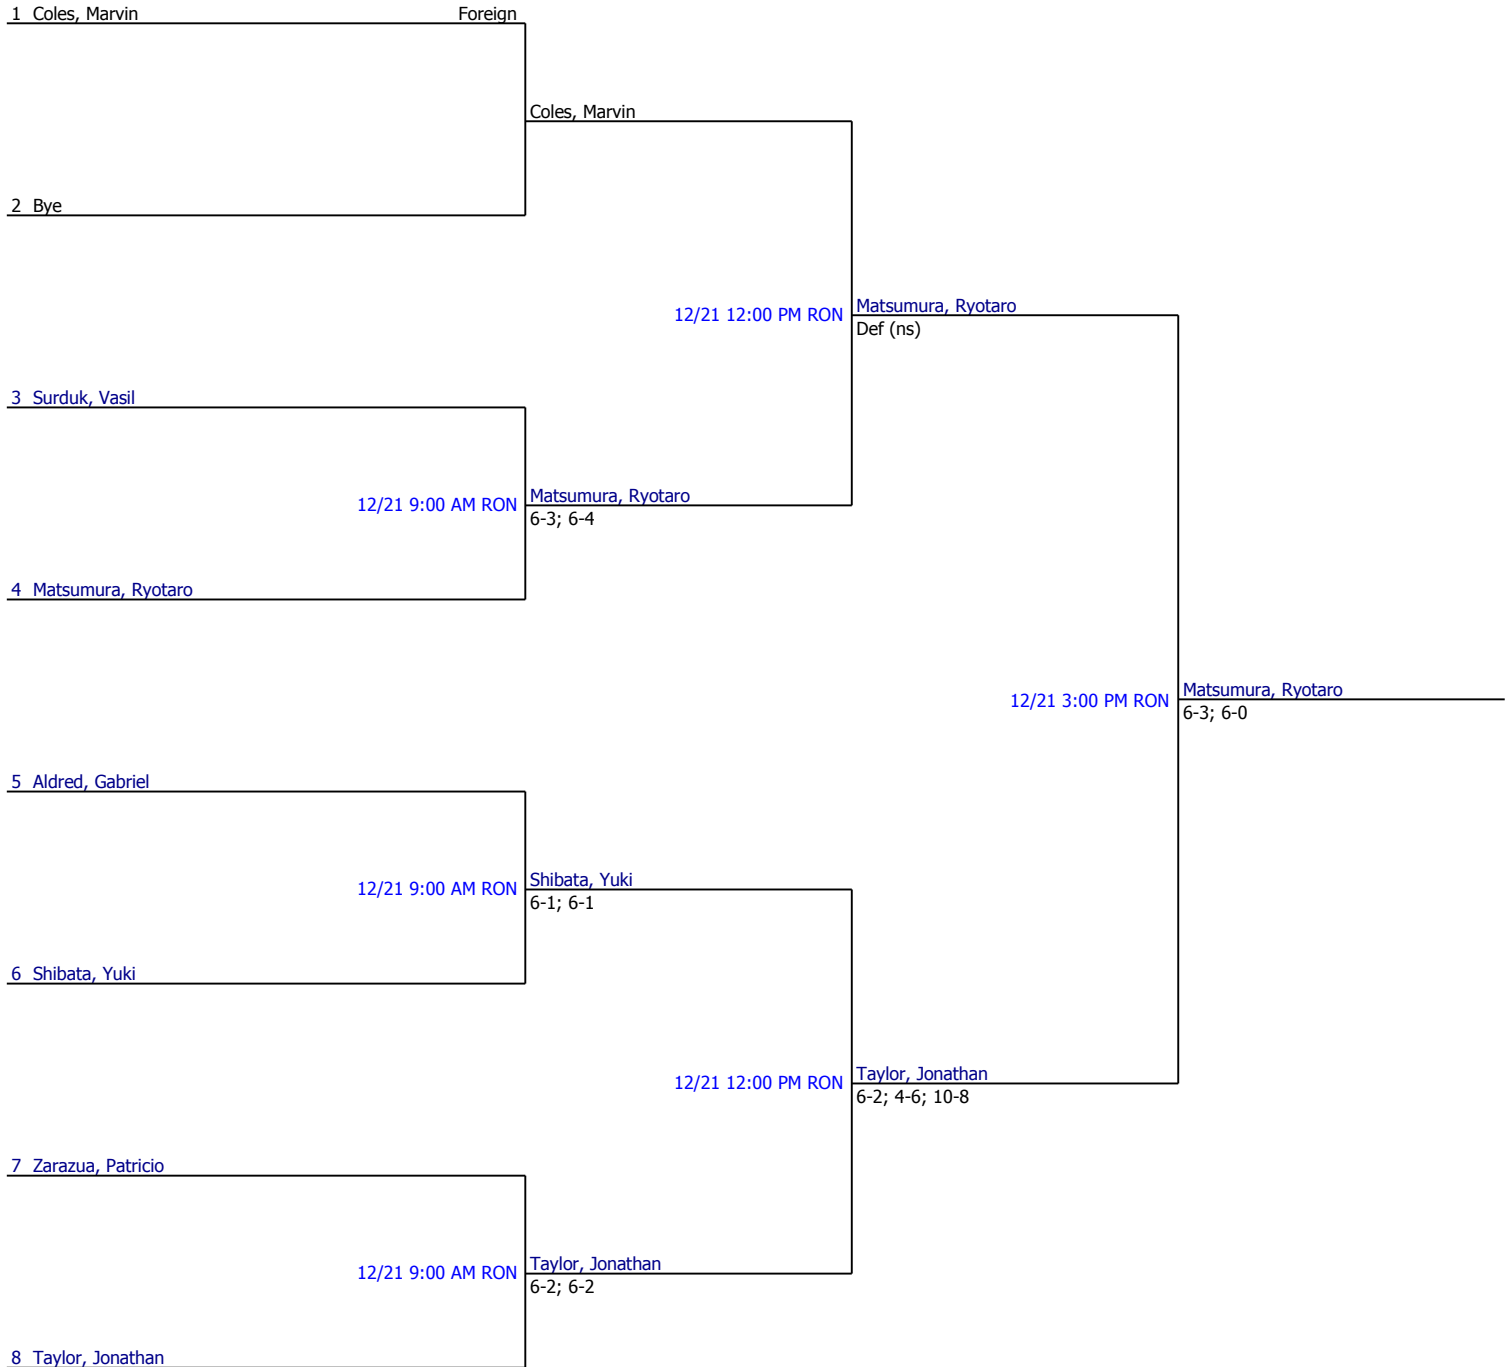 1 Coles, Marvin Foreign
Coles, Marvin
2 Bye
12/21 12:00 PM RON Matsumura, Ryotaro
Def (ns)
3 Surduk, Vasil
12/21 9:00 AM RON Matsumura, Ryotaro
6-3; 6-4
4 Matsumura, Ryotaro
12/21 3:00 PM RON Matsumura, Ryotaro
6-3; 6-0
5 Aldred, Gabriel
12/21 9:00 AM RON Shibata, Yuki
6-1; 6-1
6 Shibata, Yuki
12/21 12:00 PM RON Taylor, Jonathan
6-2; 4-6; 10-8
7 Zarazua, Patricio
12/21 9:00 AM RON Taylor, Jonathan
6-2; 6-2
8 Taylor, Jonathan